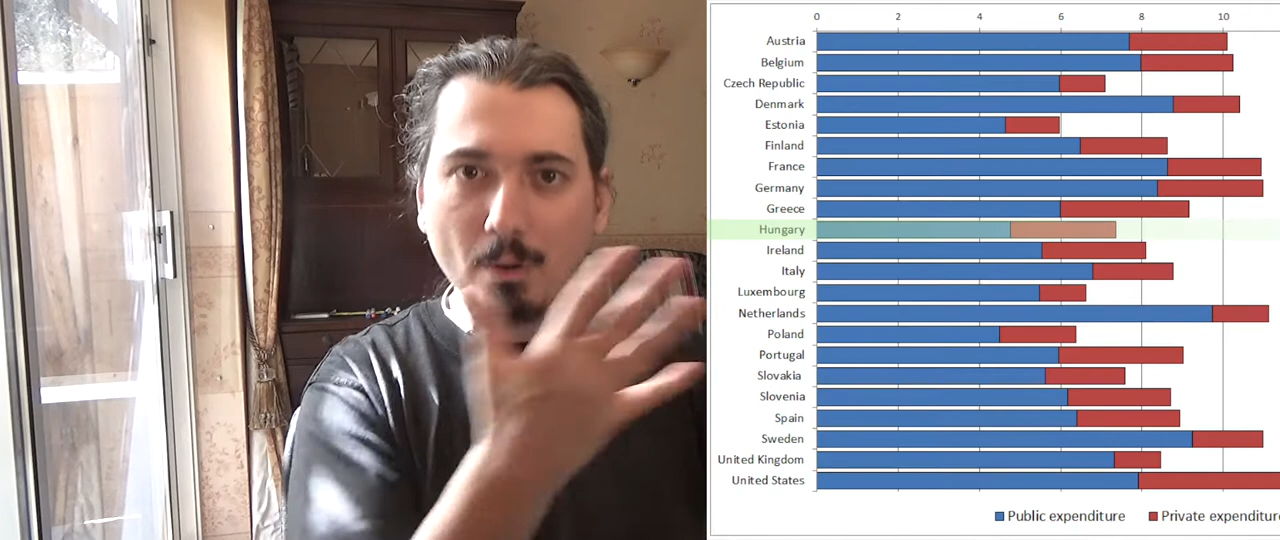 0 2 4 6 8 10
Austria
Belgium
Czech Republic
Denmark
Estonia
Finland
France
Germany
Greece
Hungary
Ireland
Italy
Luxembourg
Netherlands
Poland
Portugal
Slovakia
Slovenia
Spain
Sweden
United Kingdom
United States
Public expenditure Private expenditur